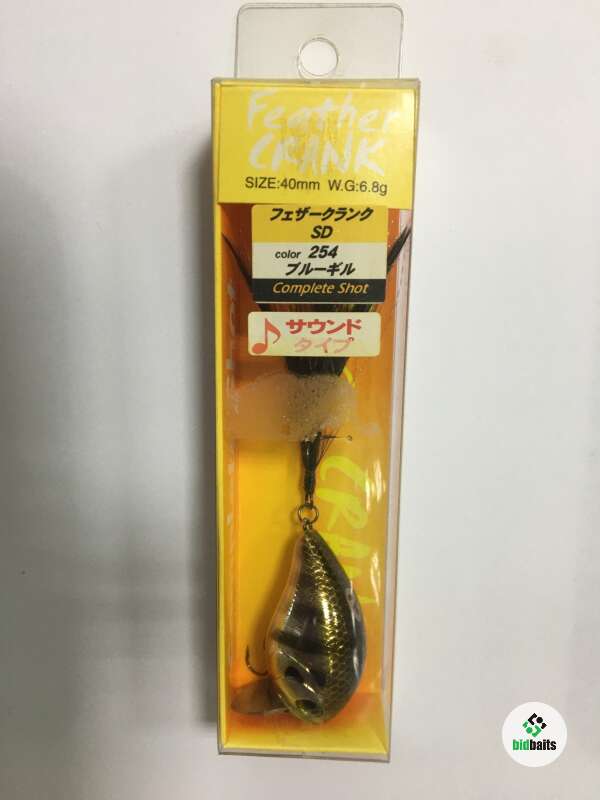 Feather
CRANK
SIZE:40mm W.G:6.8g
フェザークランク
SD
color 254
ブルーギル
Complete Shot
サウンド
タイプ
bidbaits